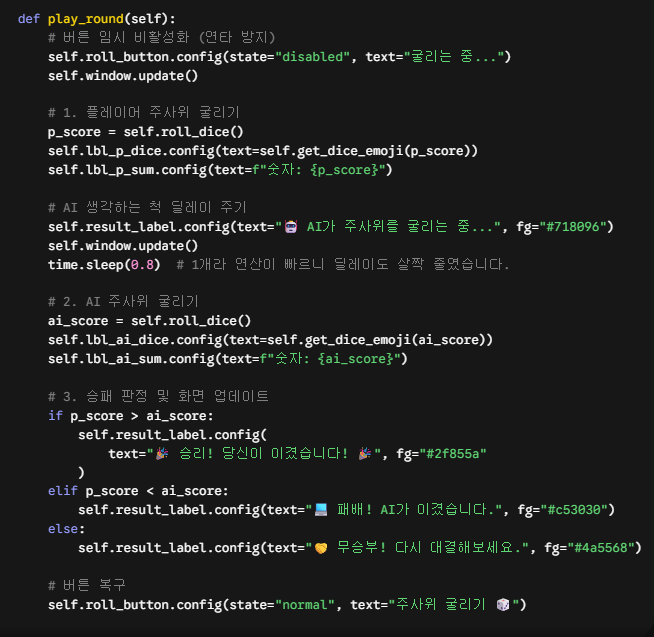 def play_round(self):
    # 버튼 임시 비활성화 (연타 방지)
    self.roll_button.config(state="disabled", text="굴리는 중...")
    self.window.update()

    # 1. 플레이어 주사위 굴리기
    p_score = self.roll_dice()
    self.lbl_p_dice.config(text=self.get_dice_emoji(p_score))
    self.lbl_p_sum.config(text=f"숫자: {p_score}")

    # AI 생각하는 척 딜레이 주기
    self.result_label.config(text="🤖 AI가 주사위를 굴리는 중...", fg="#718096")
    self.window.update()
    time.sleep(0.8)  # 1개라 연산이 빠르니 딜레이도 살짝 줄였습니다.

    # 2. AI 주사위 굴리기
    ai_score = self.roll_dice()
    self.lbl_ai_dice.config(text=self.get_dice_emoji(ai_score))
    self.lbl_ai_sum.config(text=f"숫자: {ai_score}")

    # 3. 승패 판정 및 화면 업데이트
    if p_score > ai_score:
        self.result_label.config(
            text="🎉 승리! 당신이 이겼습니다! 🎉", fg="#2f855a"
        )
    elif p_score < ai_score:
        self.result_label.config(text="💻 패배! AI가 이겼습니다.", fg="#c53030")
    else:
        self.result_label.config(text="🤝 무승부! 다시 대결해보세요.", fg="#4a5568")

    # 버튼 복구
    self.roll_button.config(state="normal", text="주사위 굴리기 🎲")